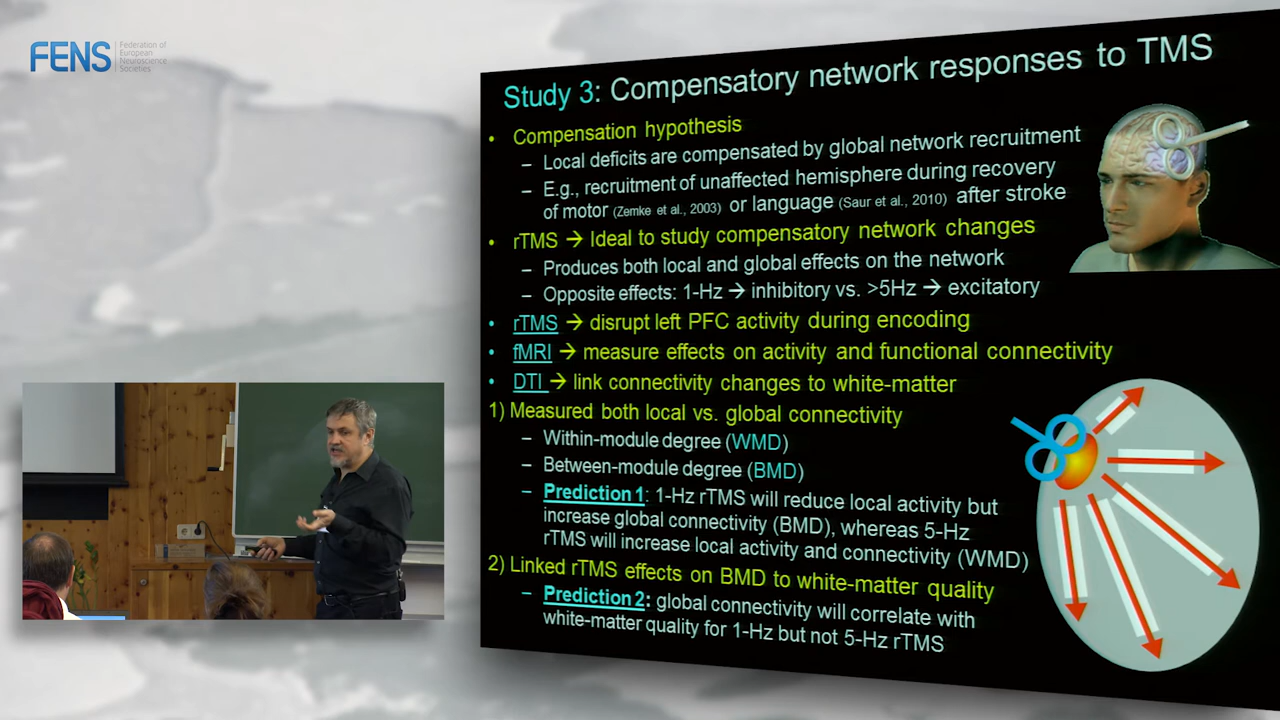 FENS
Federation of
European
Neuroscience
Societies
Study 3: Compensatory network responses to TMS
• Compensation hypothesis
– Local deficits are compensated by global network recruitment
– E.g., recruitment of unaffected hemisphere during recovery
of motor (Zemke et al., 2003) or language (Saur et al., 2010) after stroke
• rTMS → Ideal to study compensatory network changes
– Produces both local and global effects on the network
– Opposite effects: 1-Hz → inhibitory vs. >5Hz → excitatory
• rTMS → disrupt left PFC activity during encoding
• fMRI → measure effects on activity and functional connectivity
• DTI → link connectivity changes to white-matter
1) Measured both local vs. global connectivity
– Within-module degree (WMD)
– Between-module degree (BMD)
– Prediction 1: 1-Hz rTMS will reduce local activity but
increase global connectivity (BMD), whereas 5-Hz
rTMS will increase local activity and connectivity (WMD)
2) Linked rTMS effects on BMD to white-matter quality
– Prediction 2: global connectivity will correlate with
white-matter quality for 1-Hz but not 5-Hz rTMS